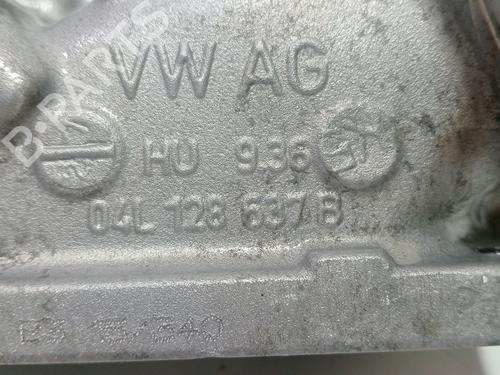 VW AG
HU 9.36
04L 128 637 B
B-PARTS